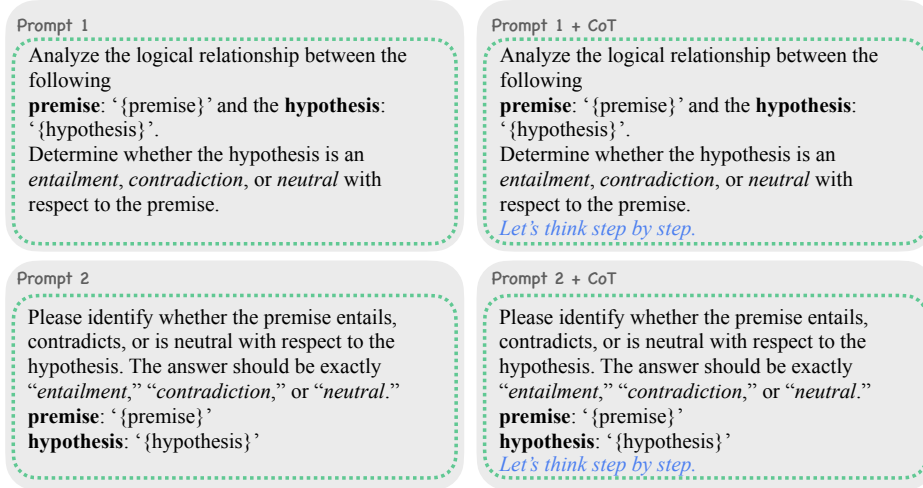 Prompt 1
Analyze the logical relationship between the
following
premise: ‘{premise}’ and the hypothesis:
‘{hypothesis}’.
Determine whether the hypothesis is an
entailment, contradiction, or neutral with
respect to the premise.
Prompt 1 + CoT
Analyze the logical relationship between the
following
premise: ‘{premise}’ and the hypothesis:
‘{hypothesis}’.
Determine whether the hypothesis is an
entailment, contradiction, or neutral with
respect to the premise.
Let’s think step by step.
Prompt 2
Please identify whether the premise entails,
contradicts, or is neutral with respect to the
hypothesis. The answer should be exactly
“entailment,” “contradiction,” or “neutral.”
premise: ‘{premise}’
hypothesis: ‘{hypothesis}’
Prompt 2 + CoT
Please identify whether the premise entails,
contradicts, or is neutral with respect to the
hypothesis. The answer should be exactly
“entailment,” “contradiction,” or “neutral.”
premise: ‘{premise}’
hypothesis: ‘{hypothesis}’
Let’s think step by step.